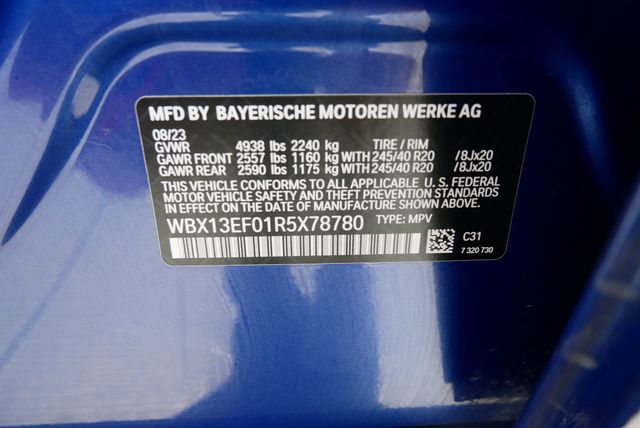 MFD BY BAYERISCHE MOTOREN WERKE AG
08/23
GVWR 4938 lbs 2240 kg TIRE / RIM
GAWR FRONT 2557 lbs 1160 kg WITH 245/40 R20 /8Jx20
GAWR REAR 2590 lbs 1175 kg WITH 245/40 R20 /8Jx20
THIS VEHICLE CONFORMS TO ALL APPLICABLE U. S. FEDERAL
MOTOR VEHICLE SAFETY, BUMPER, AND THEFT PREVENTION STANDARDS
IN EFFECT ON THE DATE OF MANUFACTURE SHOWN ABOVE.
WBX13EF01R5X78780 TYPE: MPV
C31
7 320 730